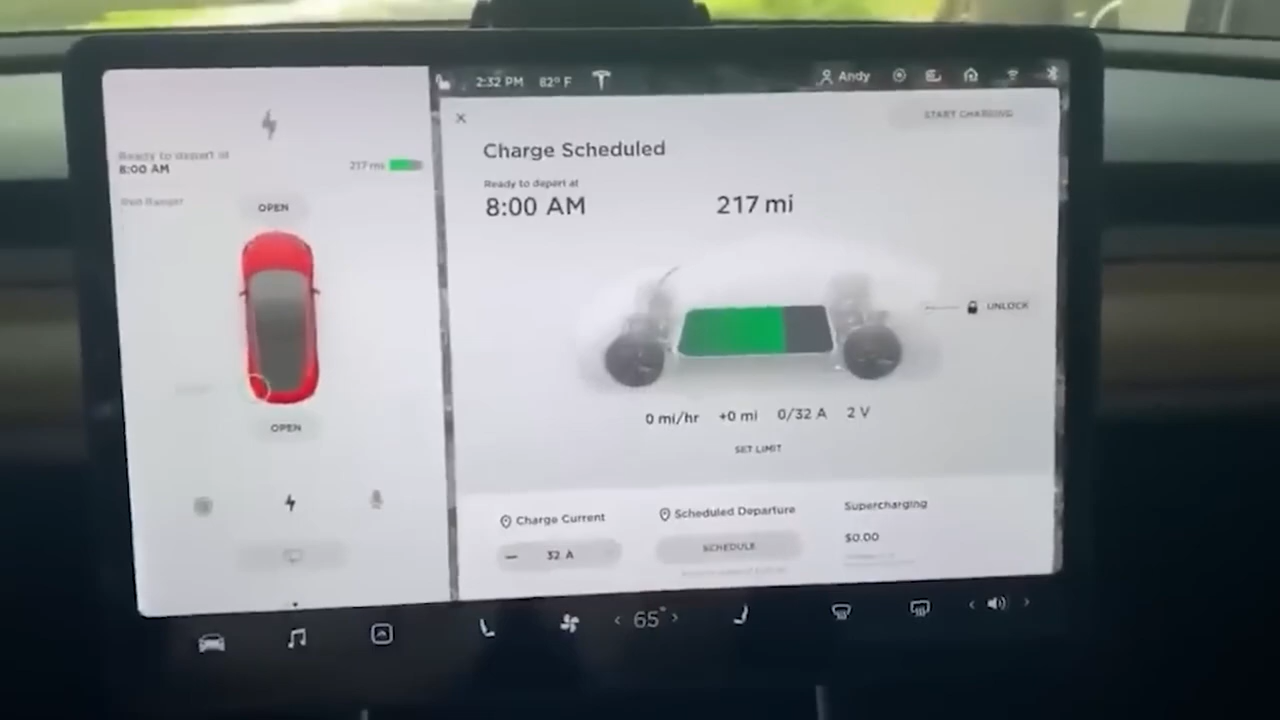 2:32 PM 82° F
Andy
START CHARGING
Ready to depart at
8:00 AM
217 mi
OPEN
OPEN
Charge Scheduled
Ready to depart at
8:00 AM
217 mi
UNLOCK
0 mi/hr +0 mi 0/32 A 2 V
SET LIMIT
Charge Current
32 A
Scheduled Departure
SCHEDULE
Supercharging
$0.00
65°